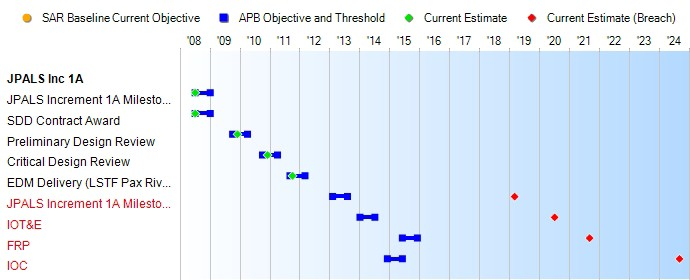 SAR Baseline Current Objective APB Objective and Threshold Current Estimate Current Estimate (Breach)
'08 '09 '10 '11 '12 '13 '14 '15 '16 '17 '18 '19 '20 '21 '22 '23 '24
JPALS Inc 1A
JPALS Increment 1A Milesto...
SDD Contract Award
Preliminary Design Review
Critical Design Review
EDM Delivery (LSTF Pax Riv...
JPALS Increment 1A Milesto...
IOT&E
FRP
IOC